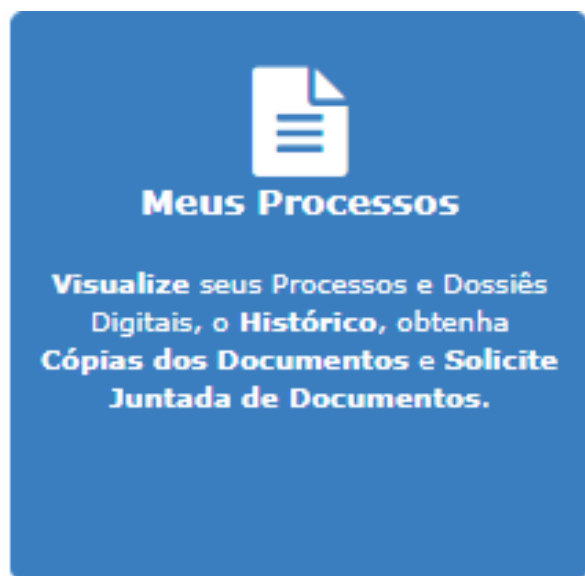 Meus Processos
Visualize seus Processos e Dossiês
Digitais, o Histórico, obtenha
Cópias dos Documentos e Solicite
Juntada de Documentos.